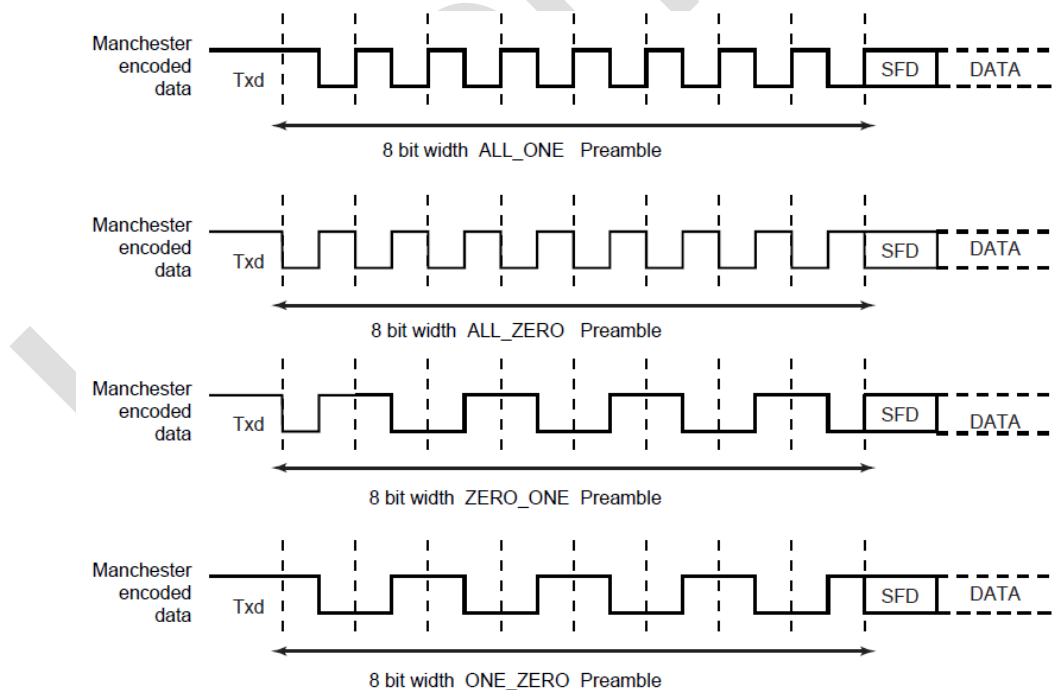 Manchester
encoded
data
Txd
SFD
DATA
8 bit width ALL_ONE Preamble
Manchester
encoded
data
Txd
SFD
DATA
8 bit width ALL_ZERO Preamble
Manchester
encoded
data
Txd
SFD
DATA
8 bit width ZERO_ONE Preamble
Manchester
encoded
data
Txd
SFD
DATA
8 bit width ONE_ZERO Preamble